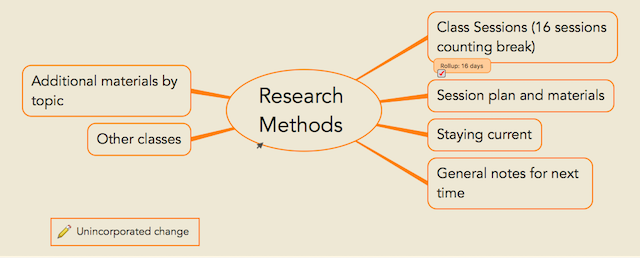 Class Sessions (16 sessions
counting break)
Rollup: 16 days
Additional materials by
topic
Research
Methods
Session plan and materials
Other classes
Staying current
General notes for next
time
Unincorporated change